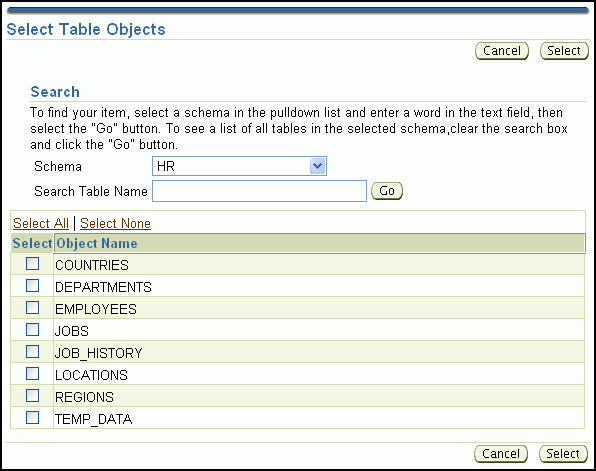 Select Table Objects
Cancel Select
Search
To find your item, select a schema in the pulldown list and enter a word in the text field, then
select the "Go" button. To see a list of all tables in the selected schema,clear the search box
and click the "Go" button.
Schema HR
Search Table Name Go
Select All | Select None
Select Object Name
COUNTRIES
DEPARTMENTS
EMPLOYEES
JOBS
JOB_HISTORY
LOCATIONS
REGIONS
TEMP_DATA
Cancel Select